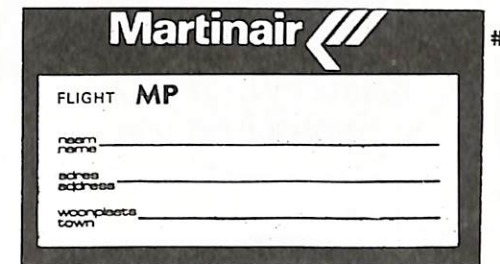 Martinair
#
FLIGHT MP
naam
name
adres
address
woonplaats
town